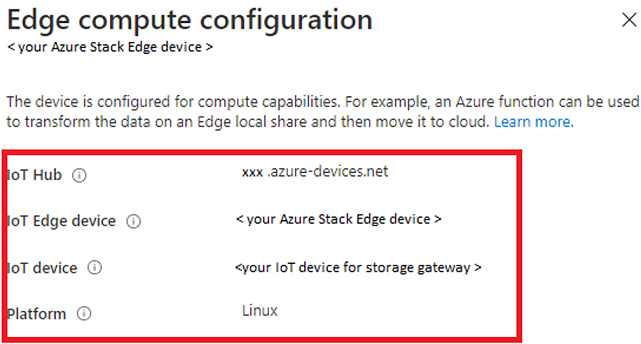 Edge compute configuration
< your Azure Stack Edge device >
The device is configured for compute capabilities. For example, an Azure function can be used
to transform the data on an Edge local share and then move it to cloud. Learn more.
IoT Hub xxx .azure-devices.net
IoT Edge device < your Azure Stack Edge device >
IoT device <your IoT device for storage gateway >
Platform Linux